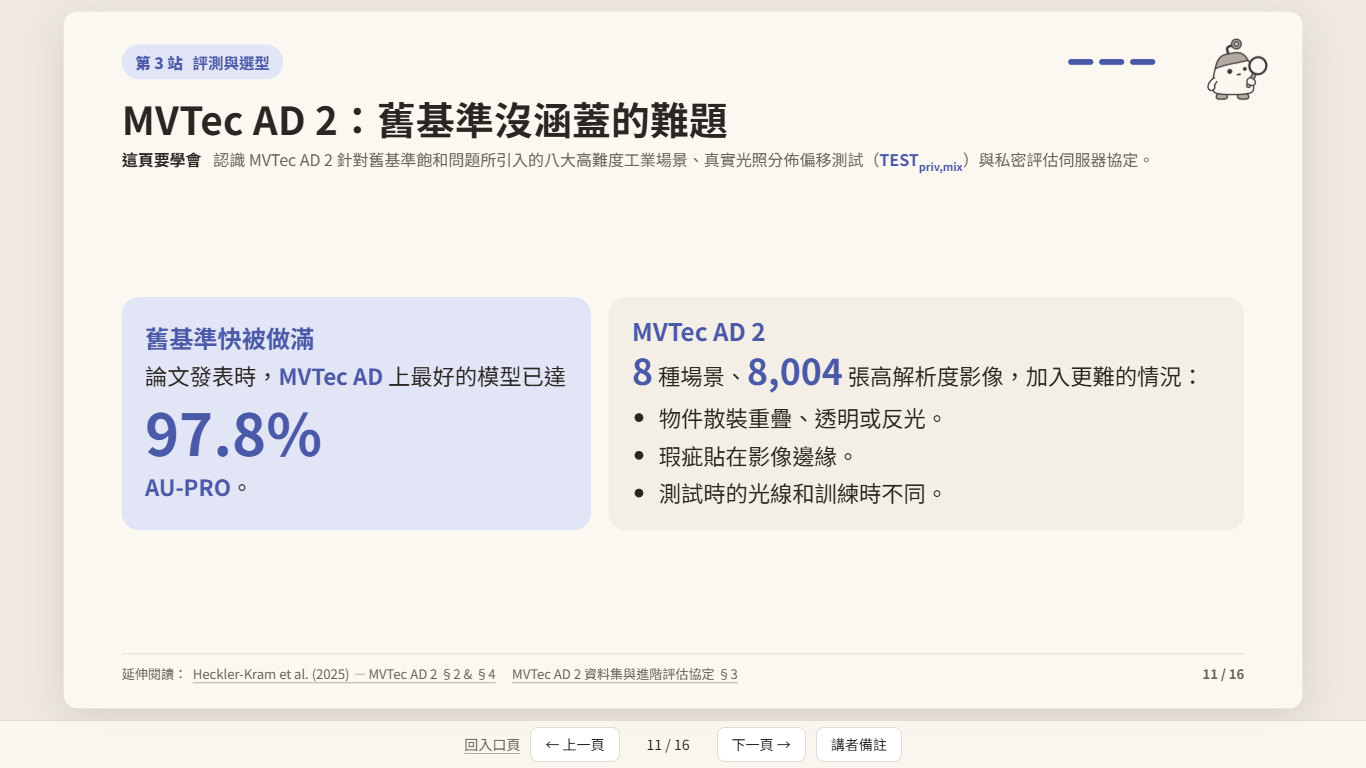 第 3 站 評測與選型
MVTec AD 2：舊基準沒涵蓋的難題
這頁要學會 認識 MVTec AD 2 針對舊基準飽和問題所引入的八大高難度工業場景、真實光照分佈偏移測試（TESTpriv,mix）與私密評估伺服器協定。
舊基準快被做滿
論文發表時，MVTec AD 上最好的模型已達
97.8%
AU-PRO。
MVTec AD 2
8 種場景、8,004 張高解析度影像，加入更難的情況：
• 物件散裝重疊、透明或反光。
• 瑕疵貼在影像邊緣。
• 測試時的光線和訓練時不同。
延伸閱讀： Heckler-Kram et al. (2025) — MVTec AD 2 §2 & §4 MVTec AD 2 資料集與進階評估協定 §3
11 / 16
回入口頁 ← 上一頁 11 / 16 下一頁 → 講者備註